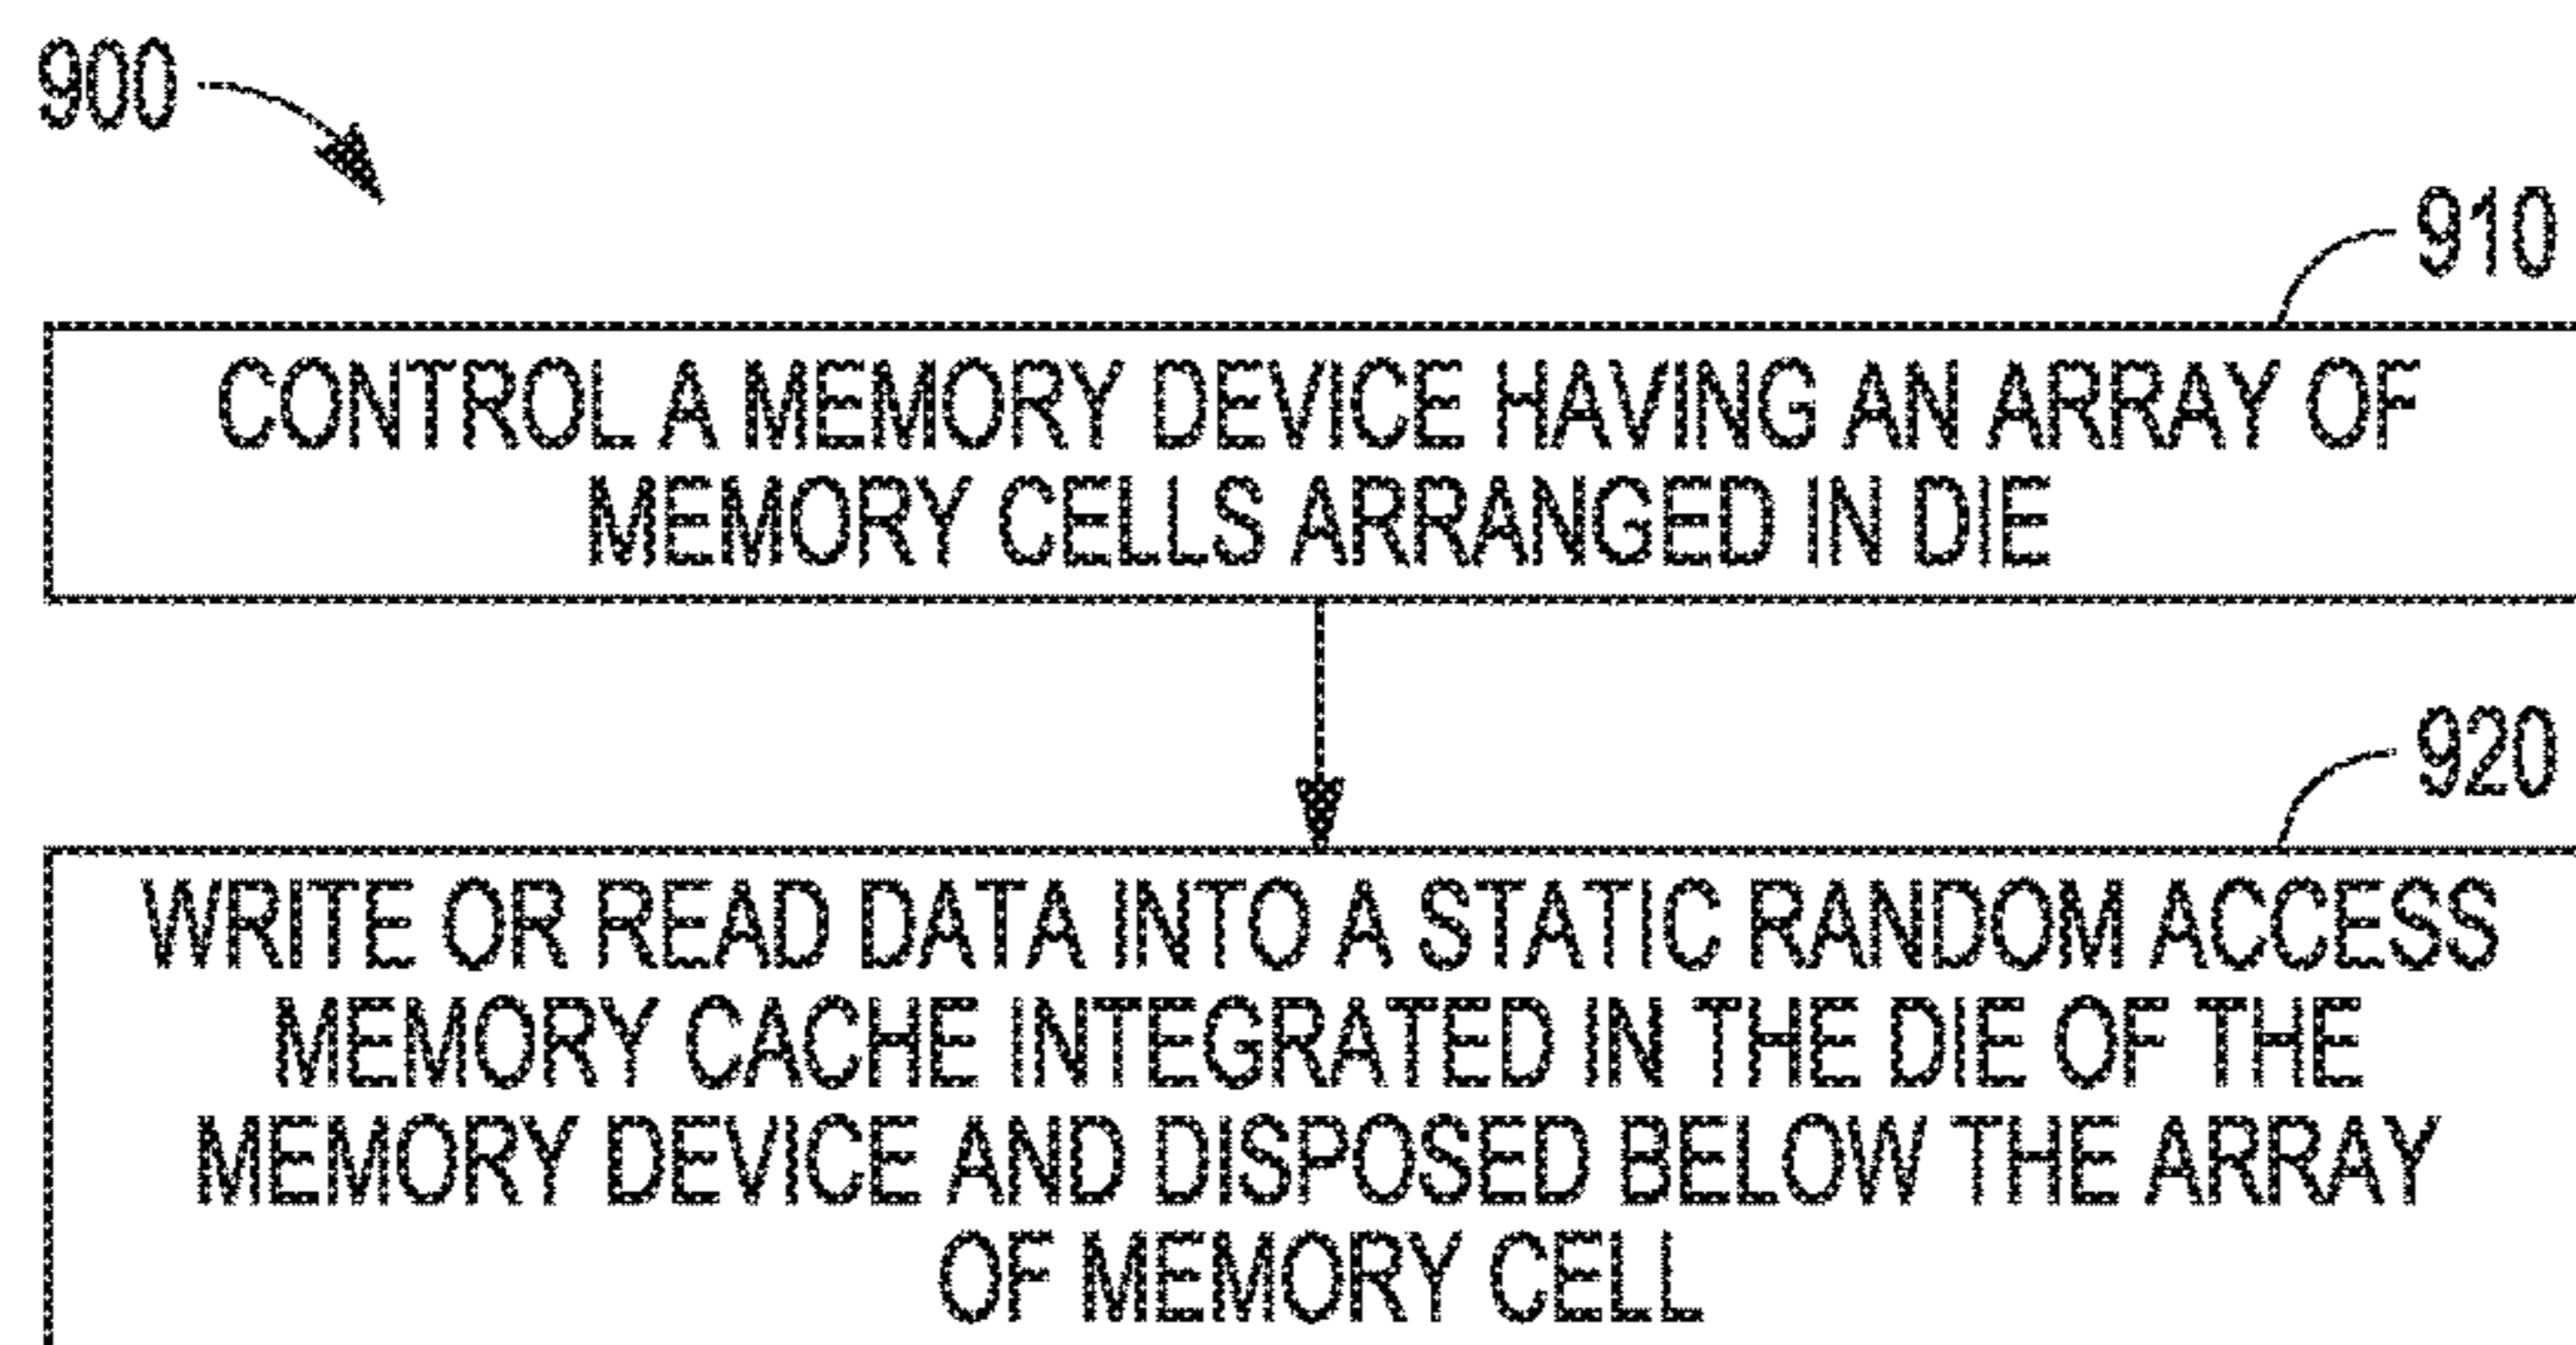 900
910
CONTROL A MEMORY DEVICE HAVING AN ARRAY OF
MEMORY CELLS ARRANGED IN DIE
920
WRITE OR READ DATA INTO A STATIC RANDOM ACCESS
MEMORY CACHE INTEGRATED IN THE DIE OF THE
MEMORY DEVICE AND DISPOSED BELOW THE ARRAY
OF MEMORY CELL